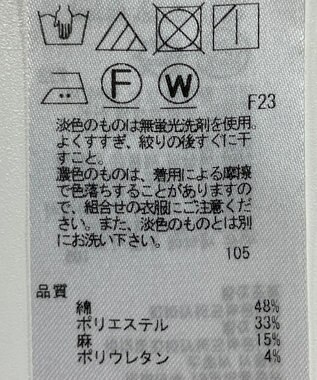 F
W
F23
淡色のものは無蛍光洗剤を使用。
よくすすぎ、絞りの後すぐに干
すこと。
濃色のものは、着用による摩擦
で色落ちすることがありますの
で、組合せの衣服にご注意くだ
さい。また、淡色のものとは別
にお洗い下さい。
105
品質
綿 48%
ポリエステル 33%
麻 15%
ポリウレタン 4%